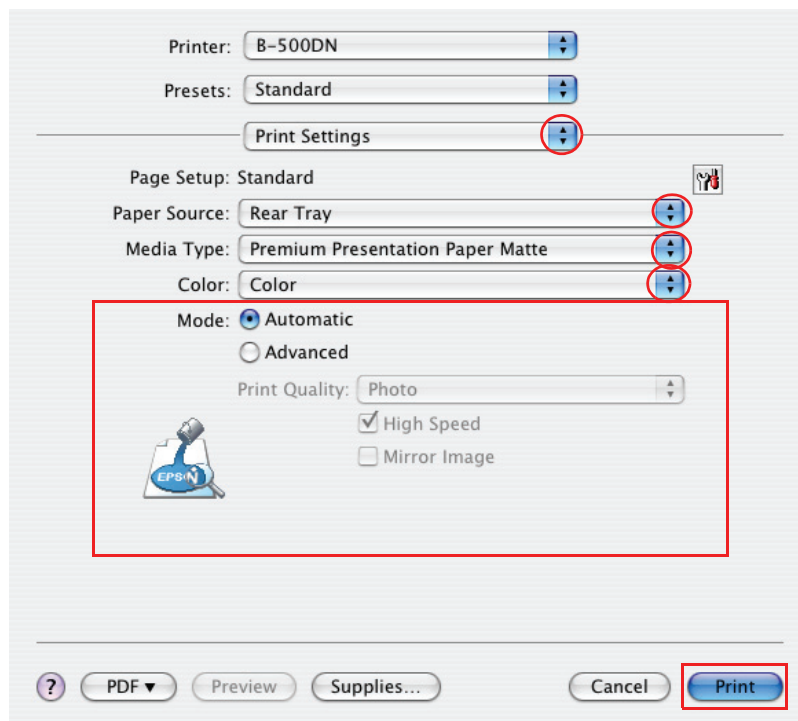 Printer: B-500DN
Presets: Standard
Print Settings
Page Setup: Standard
Paper Source: Rear Tray
Media Type: Premium Presentation Paper Matte
Color: Color
Mode: Automatic
Advanced
Print Quality: Photo
High Speed
Mirror Image
EPSON
? PDF▼ Preview Supplies... Cancel Print